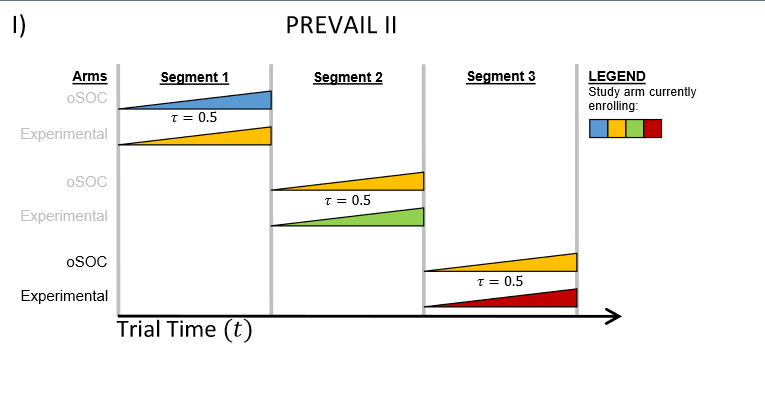 I)
PREVAIL II
Arms Segment 1 Segment 2 Segment 3 LEGEND
oSOC
Study arm currently
enrolling:
τ = 0.5
Experimental
oSOC
τ = 0.5
Experimental
oSOC
τ = 0.5
Experimental
Trial Time (t)